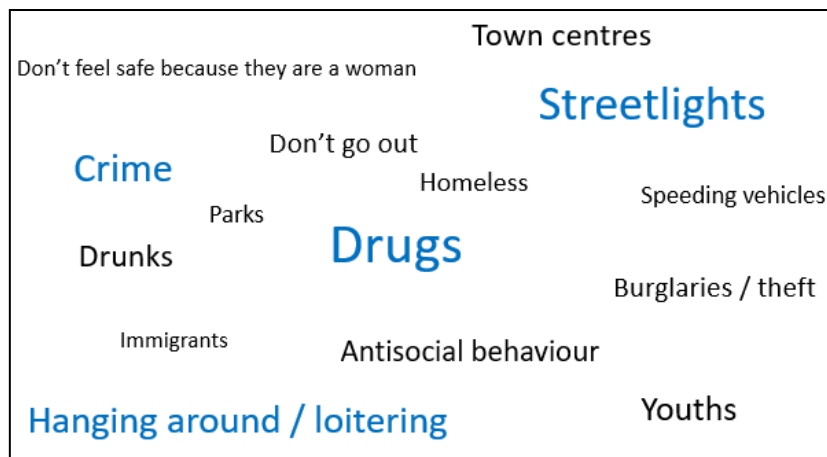 Town centres
Don’t feel safe because they are a woman
Streetlights
Don’t go out
Crime
Homeless
Speeding vehicles
Parks
Drugs
Drunks
Burglaries / theft
Immigrants
Antisocial behaviour
Youths
Hanging around / loitering